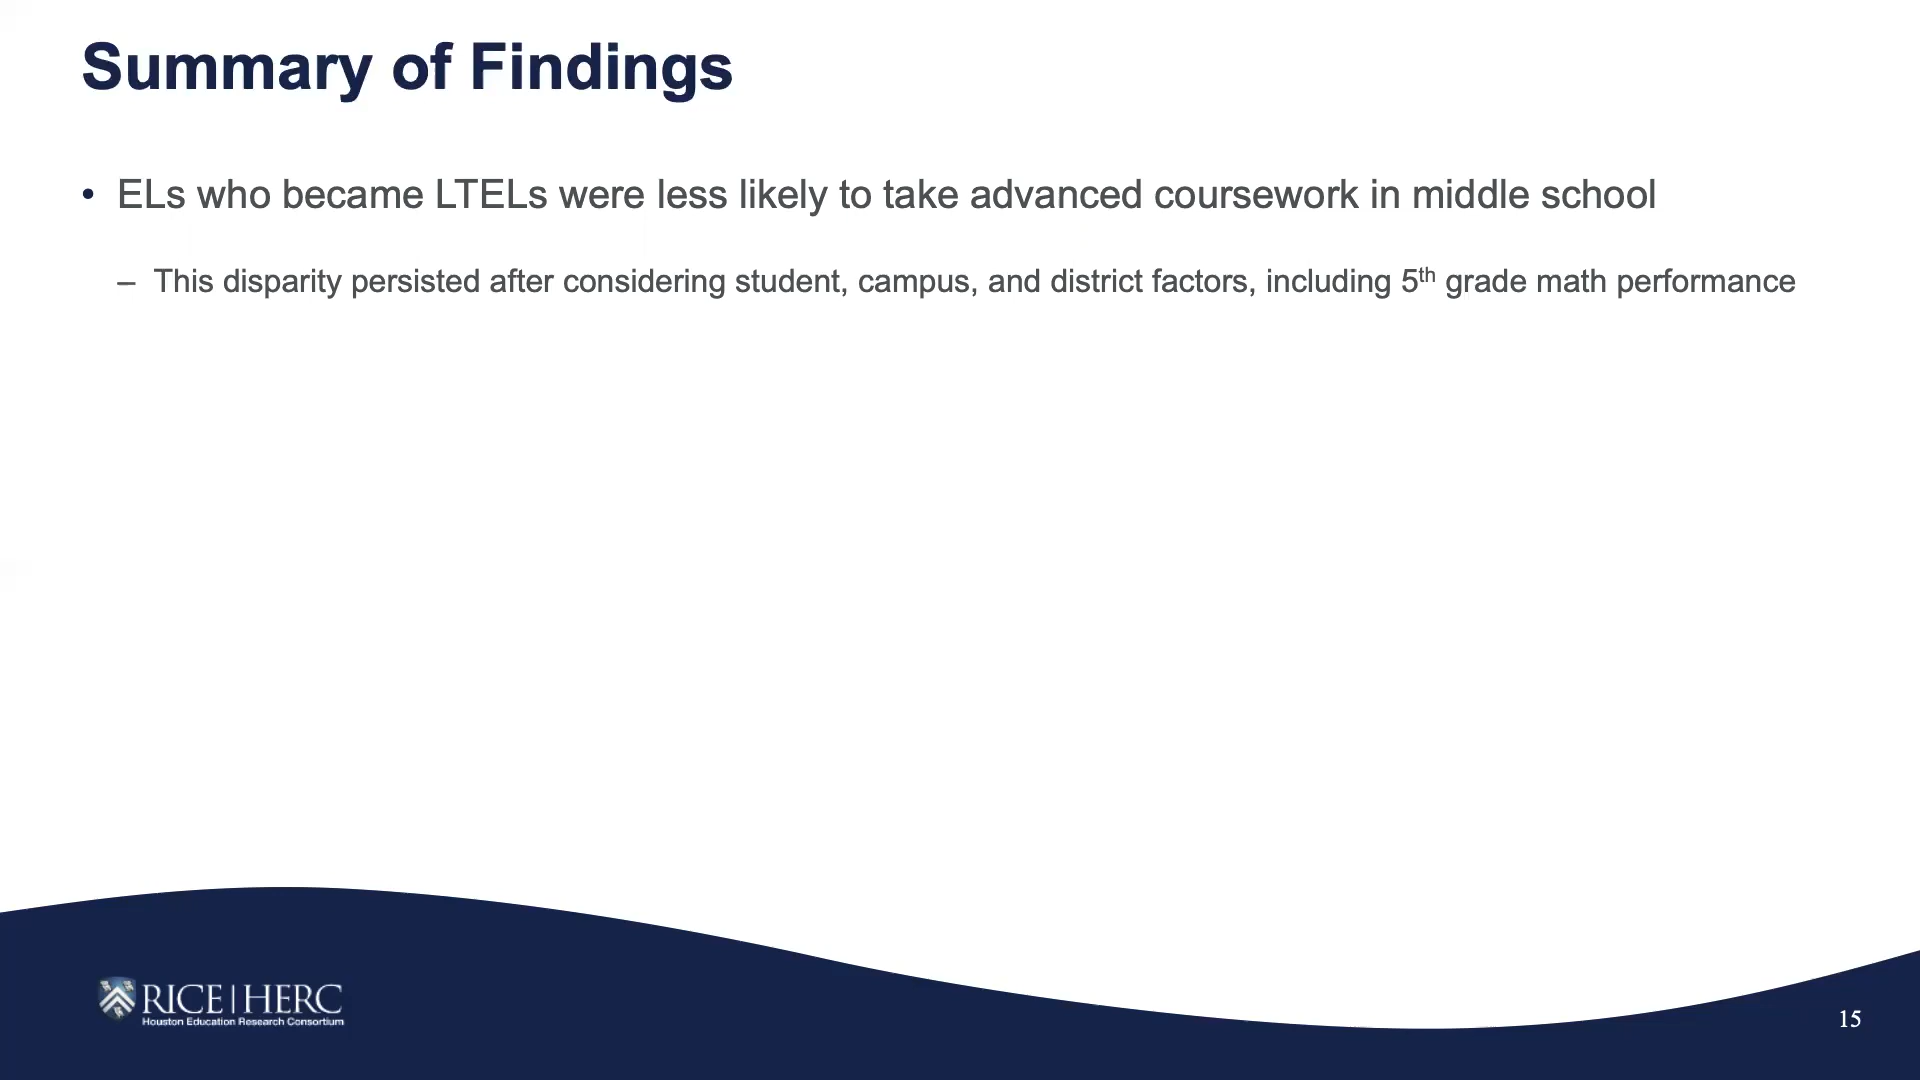 Summary of Findings
• ELs who became LTELs were less likely to take advanced coursework in middle school
– This disparity persisted after considering student, campus, and district factors, including 5th grade math performance
RICE | HERC
Houston Education Research Consortium
15